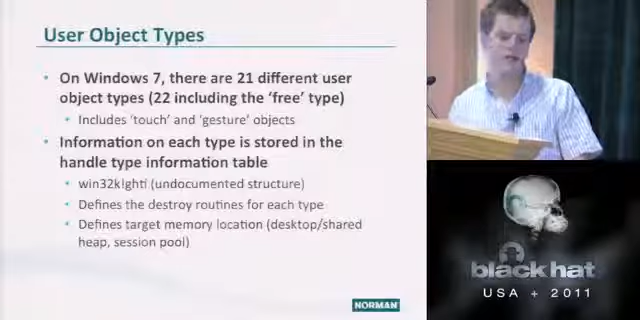 User Object Types
• On Windows 7, there are 21 different user
object types (22 including the ‘free’ type)
• Includes ‘touch’ and ‘gesture’ objects
• Information on each type is stored in the
handle type information table
• win32k!ghti (undocumented structure)
• Defines the destroy routines for each type
• Defines target memory location (desktop/shared
heap, session pool)
NORMAN
black hat
USA + 2011